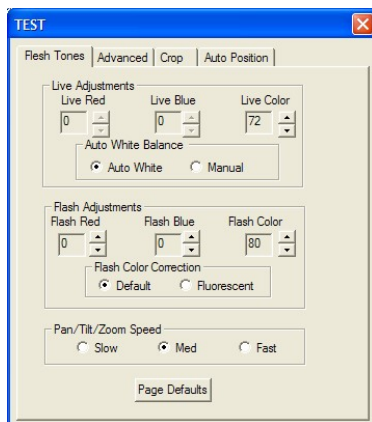 TEST
Flesh Tones Advanced Crop Auto Position
Live Adjustments
Live Red Live Blue Live Color
0 0 72
Auto White Balance
Auto White Manual
Flash Adjustments
Flash Red Flash Blue Flash Color
0 0 80
Flash Color Correction
Default Fluorescent
Pan/Tilt/Zoom Speed
Slow Med Fast
Page Defaults